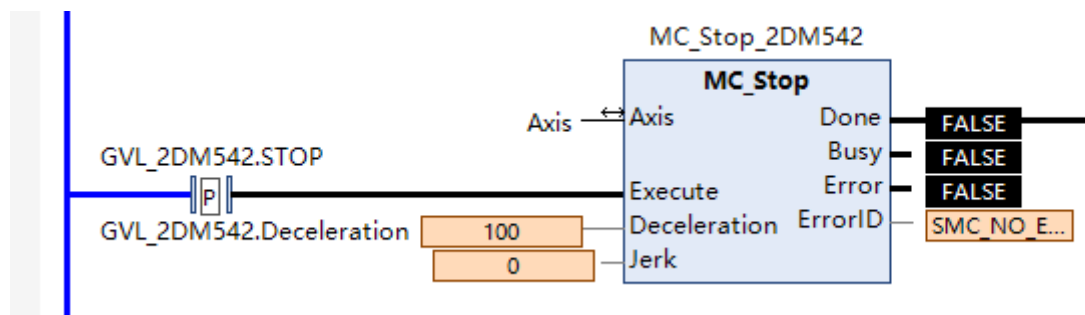 MC_Stop_2DM542
MC_Stop
Axis Axis Done FALSE
GVL_2DM542.STOP Busy FALSE
P Execute Error FALSE
GVL_2DM542.Deceleration 100 Deceleration ErrorID SMC_NO_E...
0 Jerk